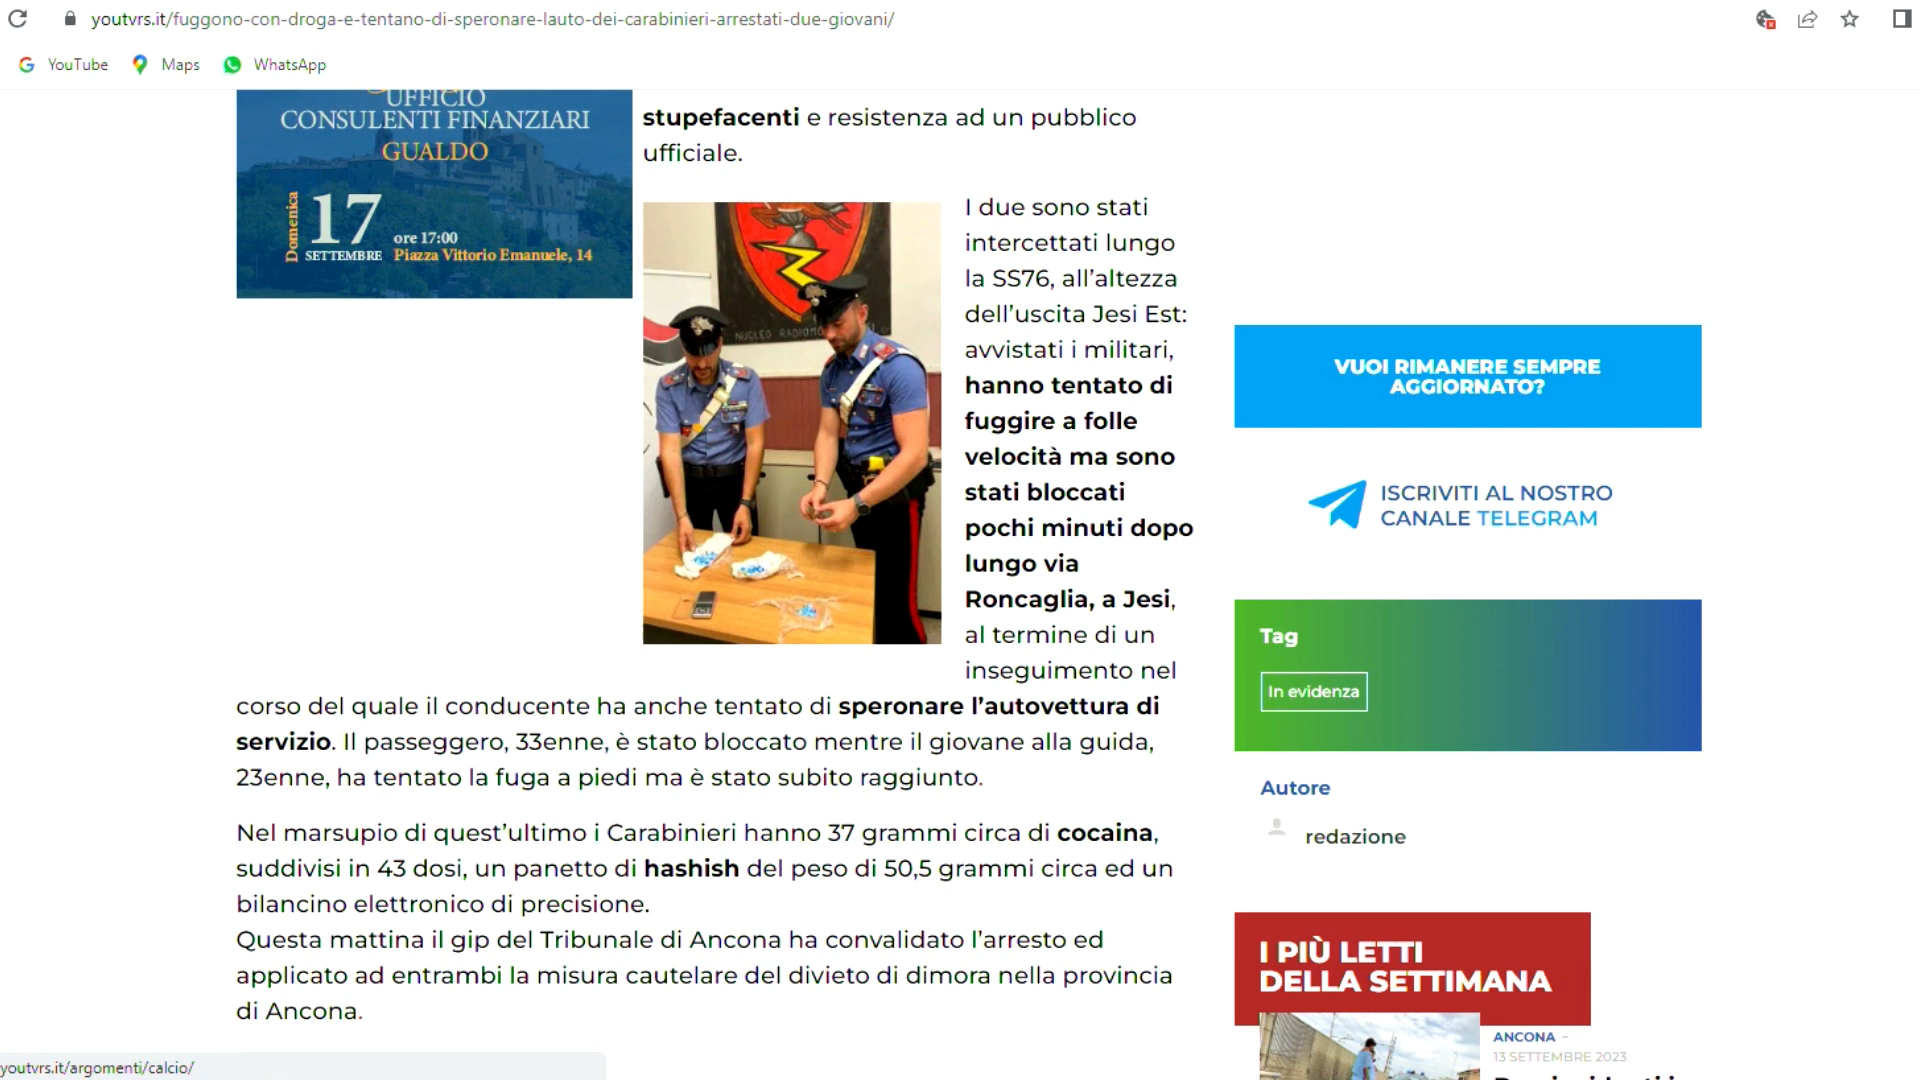 youtvrs.it/fuggono-con-droga-e-tentano-di-speronare-lauto-dei-carabinieri-arrestati-due-giovani/
YouTube
Maps
WhatsApp
UFFICIO
CONSULENTI FINANZIARI
GUALDO
Domenica
17
SETTEMBRE
ore 17:00
Piazza Vittorio Emanuele, 14
stupefacenti e resistenza ad un pubblico
ufficiale.
NUCLEO RADIOMO
I due sono stati
intercettati lungo
la SS76, all’altezza
dell’uscita Jesi Est:
avvistati i militari,
hanno tentato di
fuggire a folle
velocità ma sono
stati bloccati
pochi minuti dopo
lungo via
Roncaglia, a Jesi,
al termine di un
inseguimento nel
corso del quale il conducente ha anche tentato di speronare l’autovettura di
servizio. Il passeggero, 33enne, è stato bloccato mentre il giovane alla guida,
23enne, ha tentato la fuga a piedi ma è stato subito raggiunto.
Nel marsupio di quest’ultimo i Carabinieri hanno 37 grammi circa di cocaina,
suddivisi in 43 dosi, un panetto di hashish del peso di 50,5 grammi circa ed un
bilancino elettronico di precisione.
Questa mattina il gip del Tribunale di Ancona ha convalidato l’arresto ed
applicato ad entrambi la misura cautelare del divieto di dimora nella provincia
di Ancona.
VUOI RIMANERE SEMPRE
AGGIORNATO?
ISCRIVITI AL NOSTRO
CANALE TELEGRAM
Tag
In evidenza
Autore
redazione
I PIÙ LETTI
DELLA SETTIMANA
ANCONA –
13 SETTEMBRE 2023
youtvrs.it/argomenti/calcio/